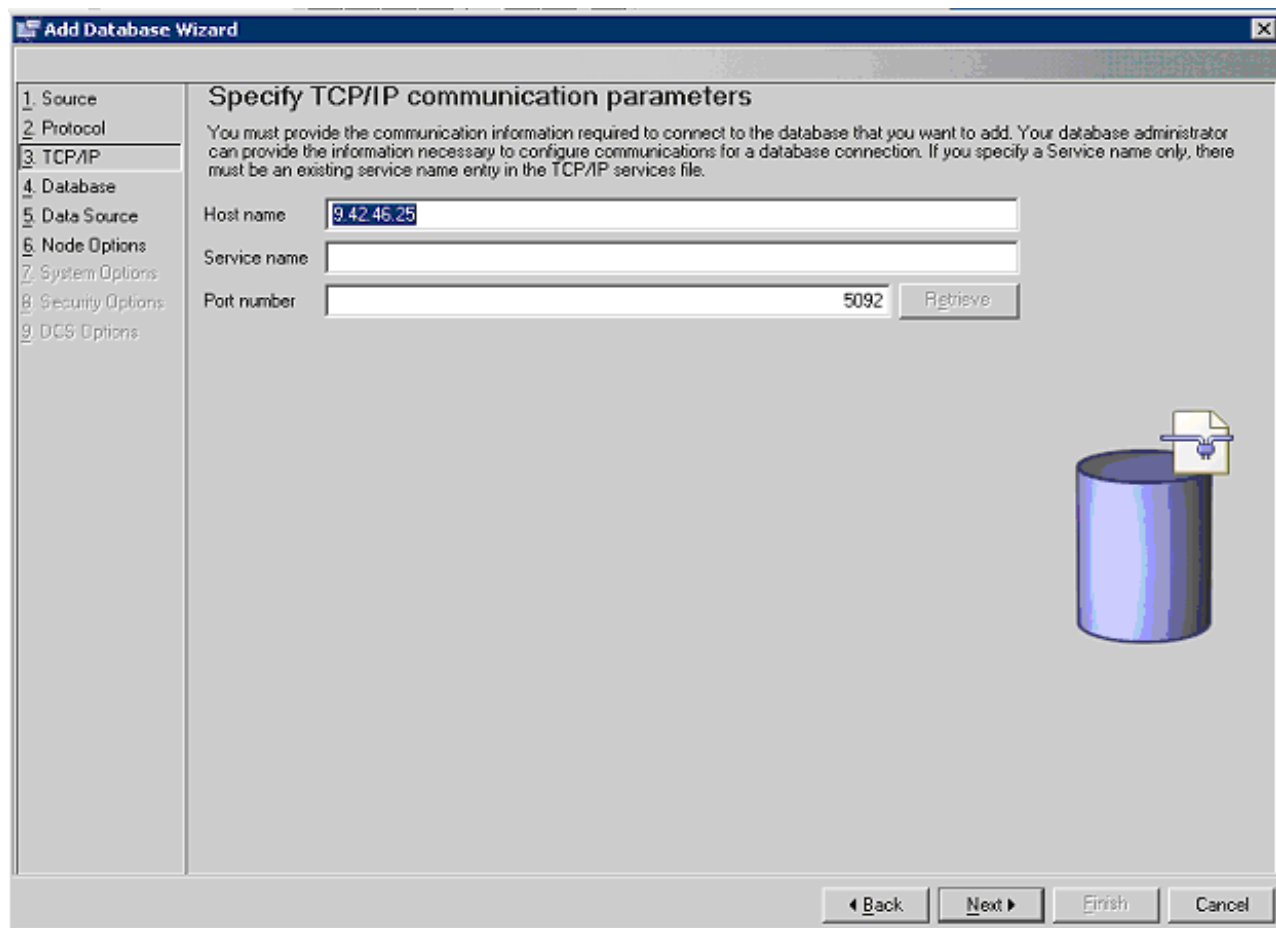 Add Database Wizard
1. Source
2. Protocol
3. TCP/IP
4. Database
5. Data Source
6. Node Options
7. System Options
8. Security Options
9. DCS Options
Specify TCP/IP communication parameters
You must provide the communication information required to connect to the database that you want to add. Your database administrator
can provide the information necessary to configure communications for a database connection. If you specify a Service name only, there
must be an existing service name entry in the TCP/IP services file.
Host name 9.42.46.25
Service name
Port number 5092 Retrieve
Back Next Finish Cancel